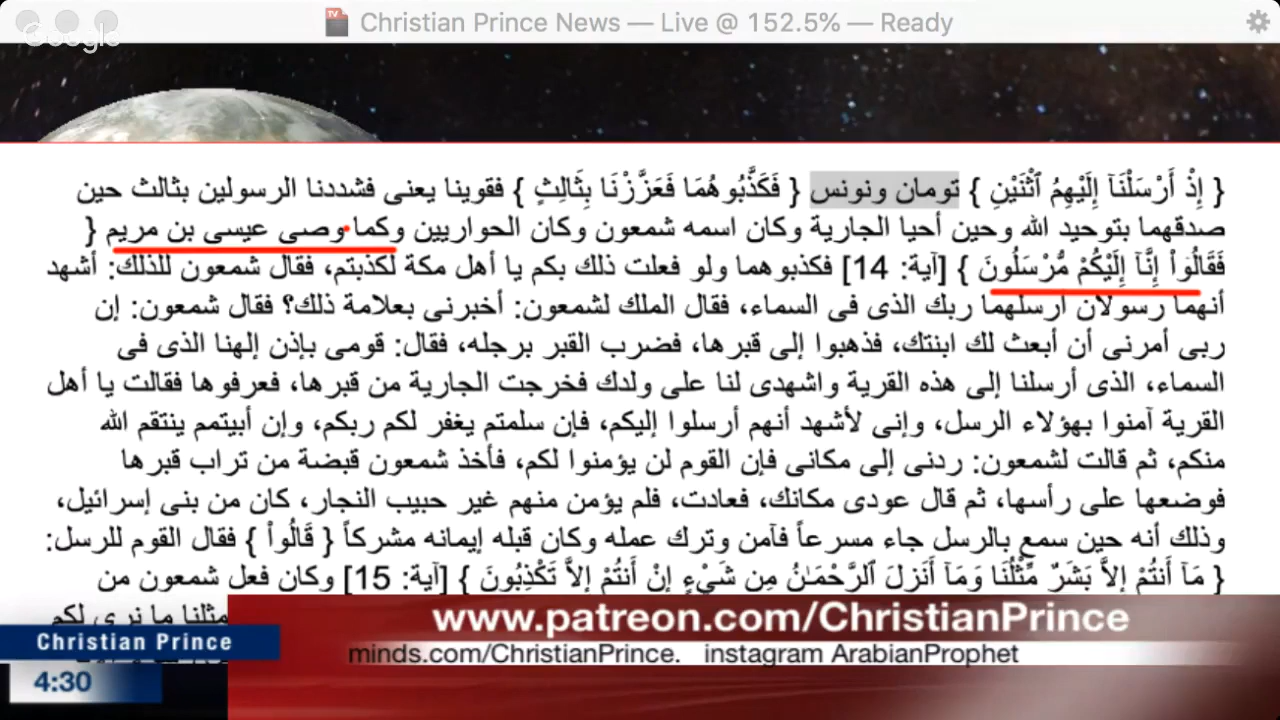 Christian Prince News — Live @ 152.5% — Ready
Google
{ إِذْ أَرْسَلْنَآ إِلَيْهِمُ ٱثْنَيْنِ } تومان ونونس { فَكَذَّبُوهُمَا فَعَزَّزْنَا بِثَالِثٍ } فقوينا يعنى فشددنا الرسولين بثالث حين
صدقهما بتوحيد الله وحين أحيا الجارية وكان اسمه شمعون وكان الحواريين وكما وصى عيسى بن مريم {
فَقَالُوۤاْ إِنَّآ إِلَيْكُمْ مُّرْسَلُونَ } [آية: 14] فكذبوهما ولو فعلت ذلك بكم يا أهل مكة لكذبتم، فقال شمعون للذلك: أشهد
أنهما رسولان أرسلهما ربك الذى فى السماء، فقال الملك لشمعون: أخبرنى بعلامة ذلك؟ فقال شمعون: إن
ربى أمرنى أن أبعث لك ابنتك، فذهبوا إلى قبرها، فضرب القبر برجله، فقال: قومى بإذن إلهنا الذى فى
السماء، الذى أرسلنا إلى هذه القرية واشهدى لنا على ولدك فخرجت الجارية من قبرها، فعرفوها فقالت يا أهل
القرية آمنوا بهؤلاء الرسل، وإنى لأشهد أنهم أرسلوا إليكم، فإن سلمتم يغفر لكم ربكم، وإن أبيتمم ينتقم الله
منكم، ثم قالت لشمعون: ردنى إلى مكانى فإن القوم لن يؤمنوا لكم، فأخذ شمعون قبضة من تراب قبرها
فوضعها على رأسها، ثم قال عودى مكانك، فعادت، فلم يؤمن منهم غير حبيب النجار، كان من بنى إسرائيل،
وذلك أنه حين سمع بالرسل جاء مسرعاً فآمن وترك عمله وكان قبله إيمانه مشركاً { قَالُواْ } فقال القوم للرسل:
{ مَآ أَنتُمْ إِلاَّ بَشَرٌ مِّثْلُنَا وَمَآ أَنزَلَ ٱلرَّحْمَـٰنُ مِن شَيْءٍ إِنْ أَنتُمْ إِلاَّ تَكْذِبُونَ } [آية: 15] وكان فعل شمعون من
مثلنا ما نرى لكم
www.patreon.com/ChristianPrince
Christian Prince
minds.com/ChristianPrince. instagram ArabianProphet
4:30